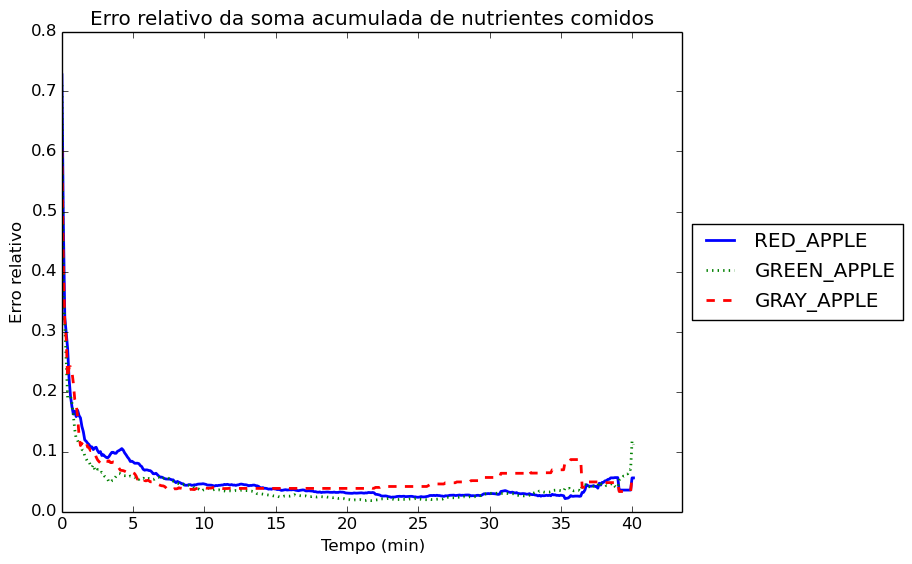 Erro relativo da soma acumulada de nutrientes comidos
0.8
0.7
0.6
0.5
0.4
0.3
0.2
0.1
0.0
Erro relativo
0 5 10 15 20 25 30 35 40
Tempo (min)
RED_APPLE
GREEN_APPLE
GRAY_APPLE